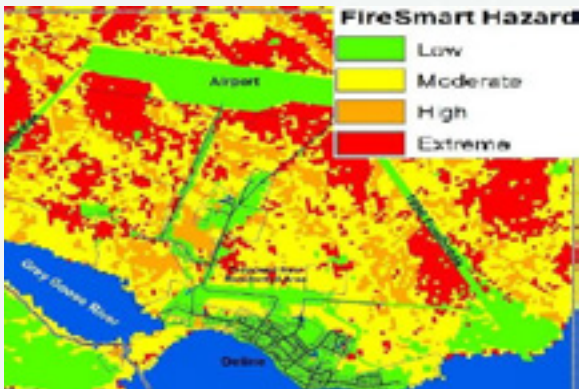 FireSmart Hazard
Low
Moderate
High
Extreme
Airport
Grey Goose River
Deline